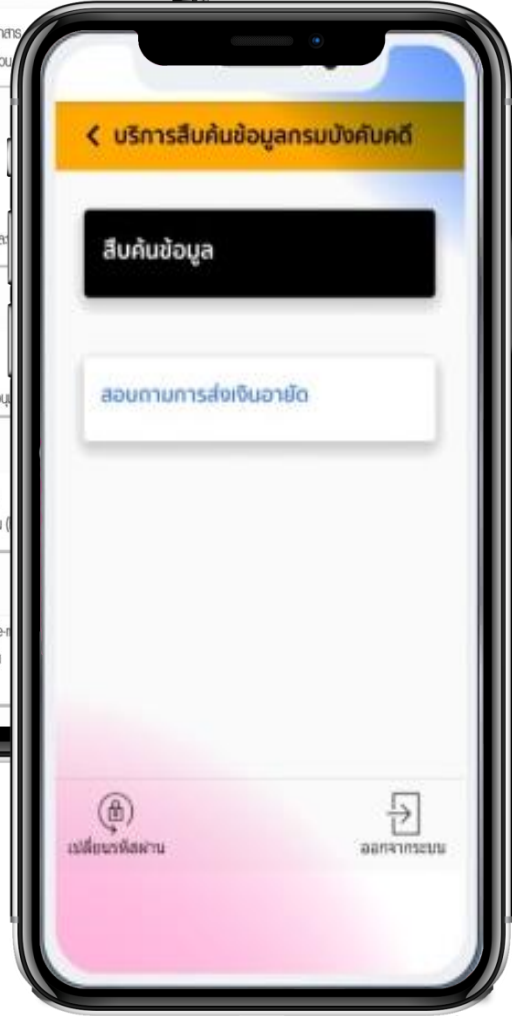 บริการสืบค้นข้อมูลกรมบังคับคดี
สืบค้นข้อมูล
สอบถามการส่งเงินอายัด
เปลี่ยนรหัสผ่าน
ออกจากระบบ